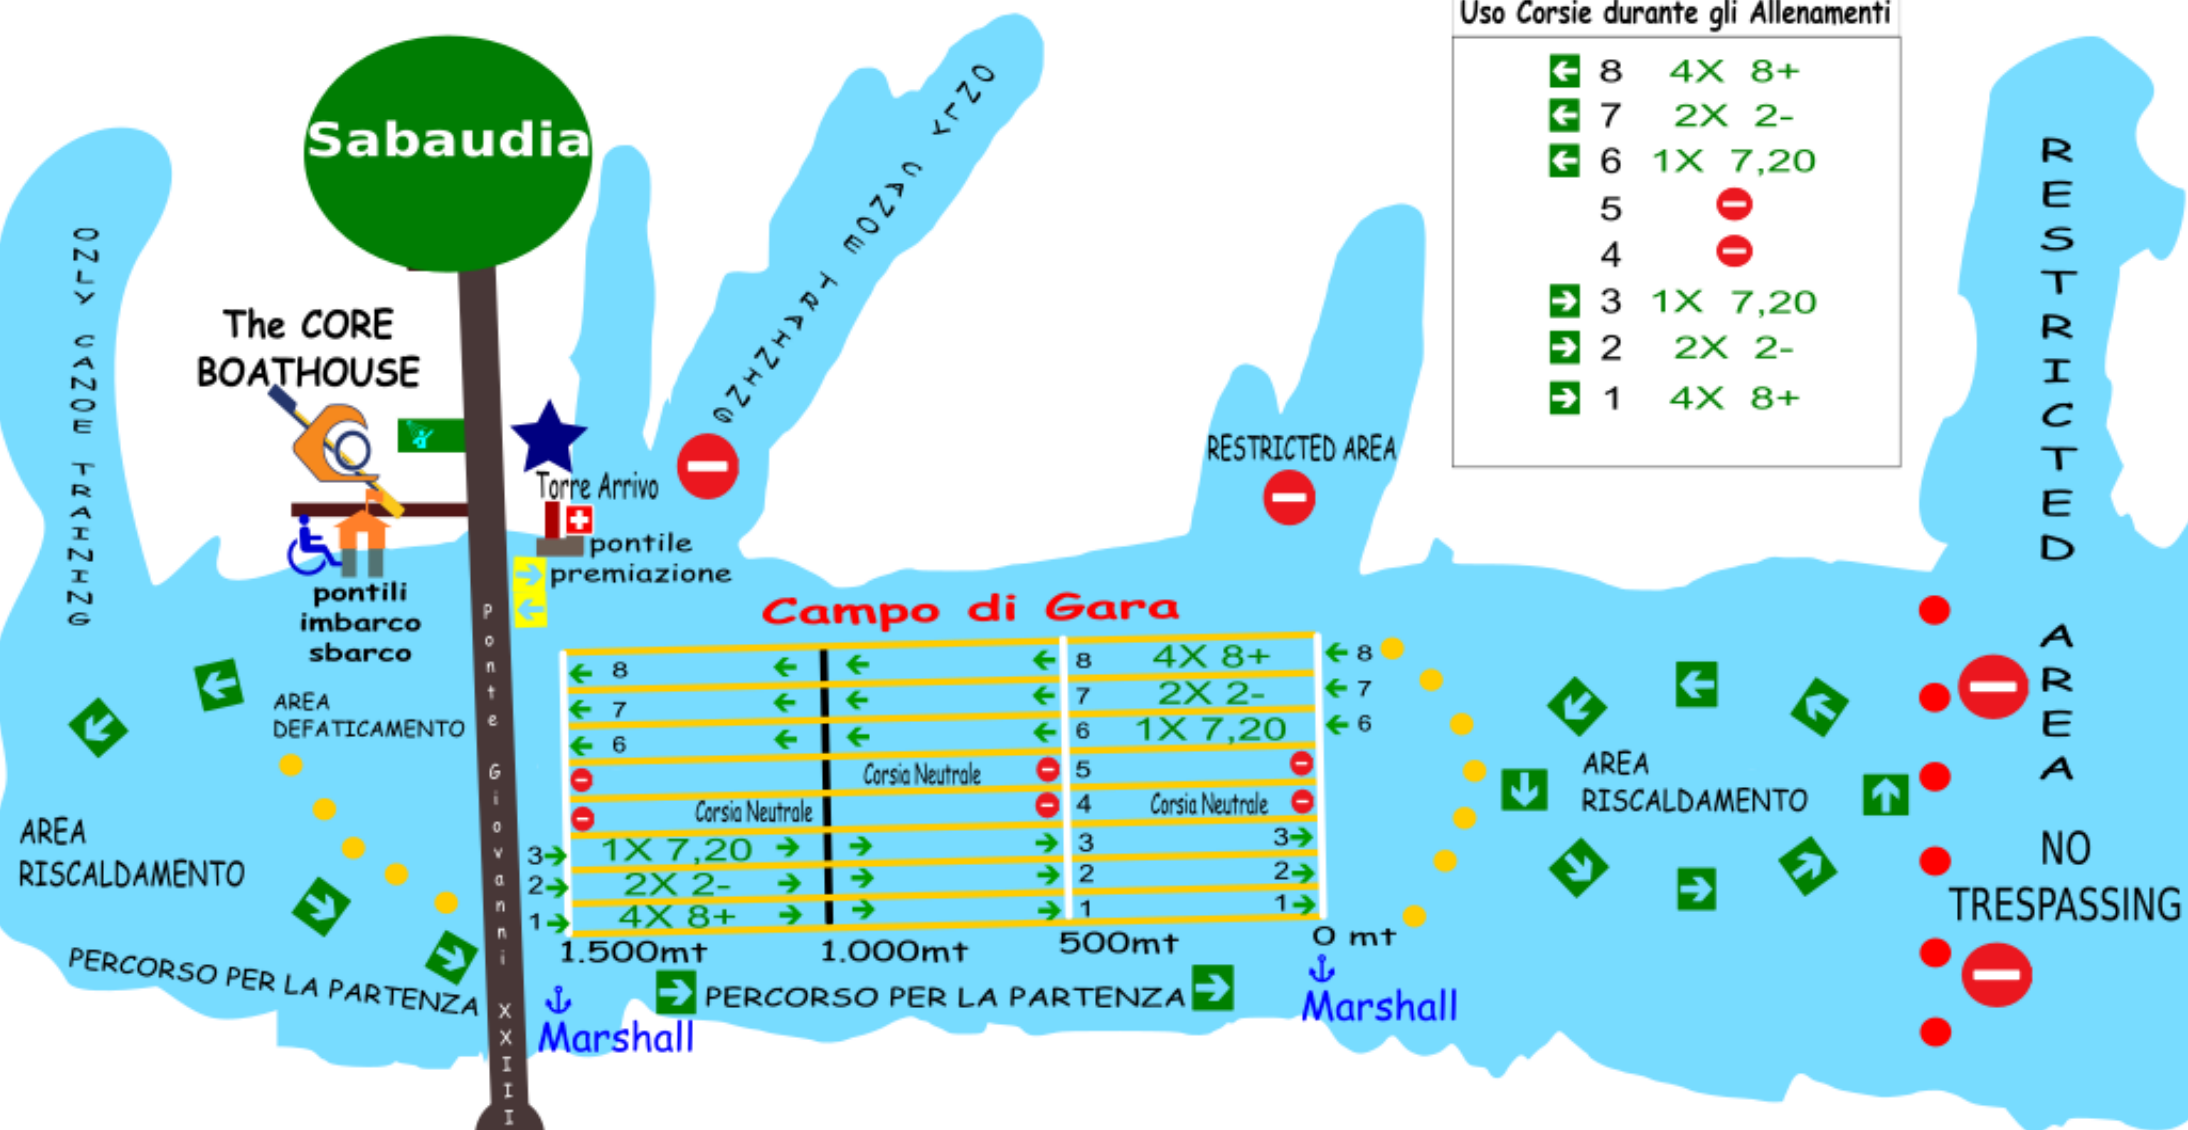 Uso Corsie durante gli Allenamenti
8 4X 8+
7 2X 2-
6 1X 7,20
5
4
3 1X 7,20
2 2X 2-
1 4X 8+
Sabaudia
ONLY CANOE TRAINING
ONLY CANOE TRAINING
The CORE
BOATHOUSE
Torre Arrivo
pontile
premiazione
pontili
imbarco
sbarco
RESTRICTED AREA
RESTRICTED AREA
NO
TRESPASSING
Campo di Gara
8 8 4X 8+ 8
7 7 2X 2- 7
6 6 1X 7,20 6
Corsia Neutrale 5
Corsia Neutrale 4 Corsia Neutrale
3 1X 7,20 3 3
2 2X 2- 2 2
1 4X 8+ 1 1
1.500mt 1.000mt 500mt 0 mt
AREA
DEFATICAMENTO
AREA
RISCALDAMENTO
AREA
RISCALDAMENTO
Ponte Giovanni XXIII
PERCORSO PER LA PARTENZA
PERCORSO PER LA PARTENZA
Marshall
Marshall